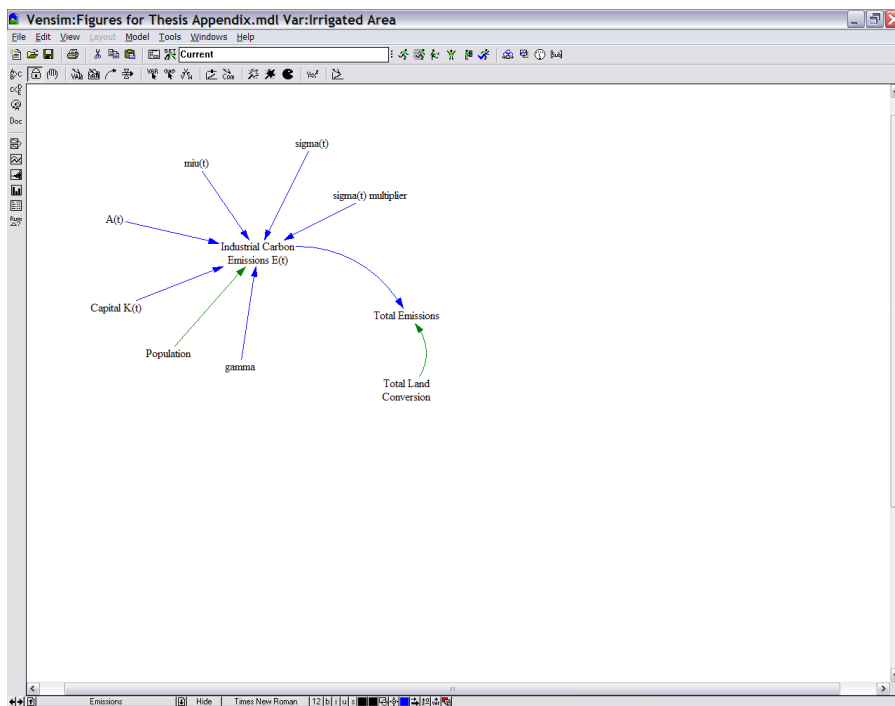 Vensim:Figures for Thesis Appendix.mdl Var:Irrigated Area
File Edit View Layout Model Tools Windows Help
Current
Doc
sigma(t)
miu(t)
sigma(t) multiplier
A(t)
Industrial Carbon
Emissions E(t)
Capital K(t)
Total Emissions
Population
gamma
Total Land
Conversion
Emissions Hide Times New Roman 12 b i u s